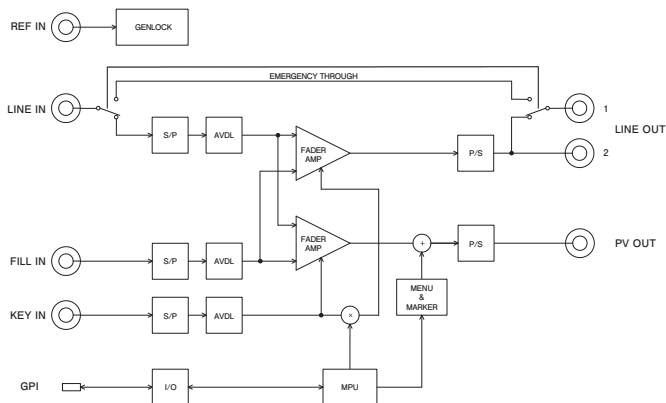 REF IN
GENLOCK
EMERGENCY THROUGH
LINE IN
1
LINE OUT
S/P
AVDL
FADER
AMP
P/S
2
FADER
AMP
+
P/S
PV OUT
FILL IN
S/P
AVDL
MENU
&
MARKER
KEY IN
S/P
AVDL
×
GPI
I/O
MPU